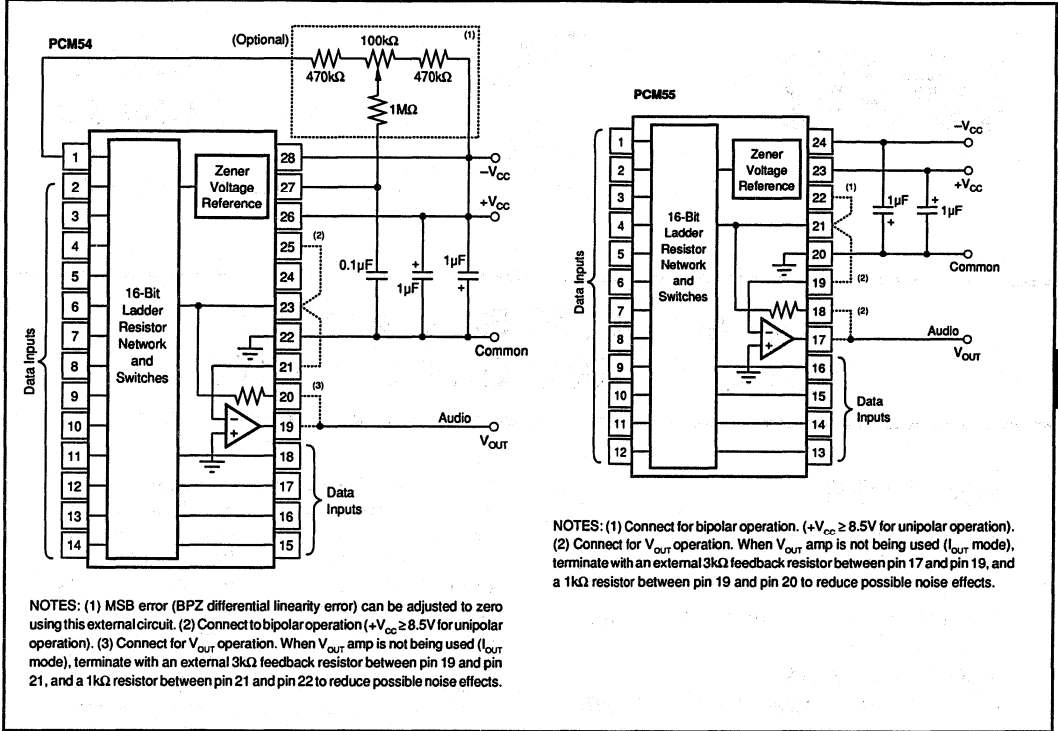 PCM54
(Optional)
(1)
100kΩ
470kΩ
470kΩ
1MΩ
1
2
3
4
5
6
7
8
9
10
11
12
13
14
Data Inputs
16-Bit
Ladder
Resistor
Network
and
Switches
Zener
Voltage
Reference
28
27
26
25
24
23
22
21
20
19
18
17
16
15
(2)
(3)
Data
Inputs
0.1µF
+
1µF
1µF
+
–VCC
+VCC
Common
Audio
VOUT
–
+
NOTES: (1) MSB error (BPZ differential linearity error) can be adjusted to zero
using this external circuit. (2) Connect to bipolar operation (+VCC ≥ 8.5V for unipolar
operation). (3) Connect for VOUT operation. When VOUT amp is not being used (IOUT
mode), terminate with an external 3kΩ feedback resistor between pin 19 and pin
21, and a 1kΩ resistor between pin 21 and pin 22 to reduce possible noise effects.
PCM55
1
2
3
4
5
6
7
8
9
10
11
12
Data Inputs
16-Bit
Ladder
Resistor
Network
and
Switches
Zener
Voltage
Reference
24
23
22
21
20
19
18
17
16
15
14
13
(1)
(2)
(2)
Data
Inputs
1µF
+
+
1µF
–VCC
+VCC
Common
Audio
VOUT
–
+
NOTES: (1) Connect for bipolar operation. (+VCC ≥ 8.5V for unipolar operation).
(2) Connect for VOUT operation. When VOUT amp is not being used (IOUT mode),
terminate with an external 3kΩ feedback resistor between pin 17 and pin 19, and
a 1kΩ resistor between pin 19 and pin 20 to reduce possible noise effects.